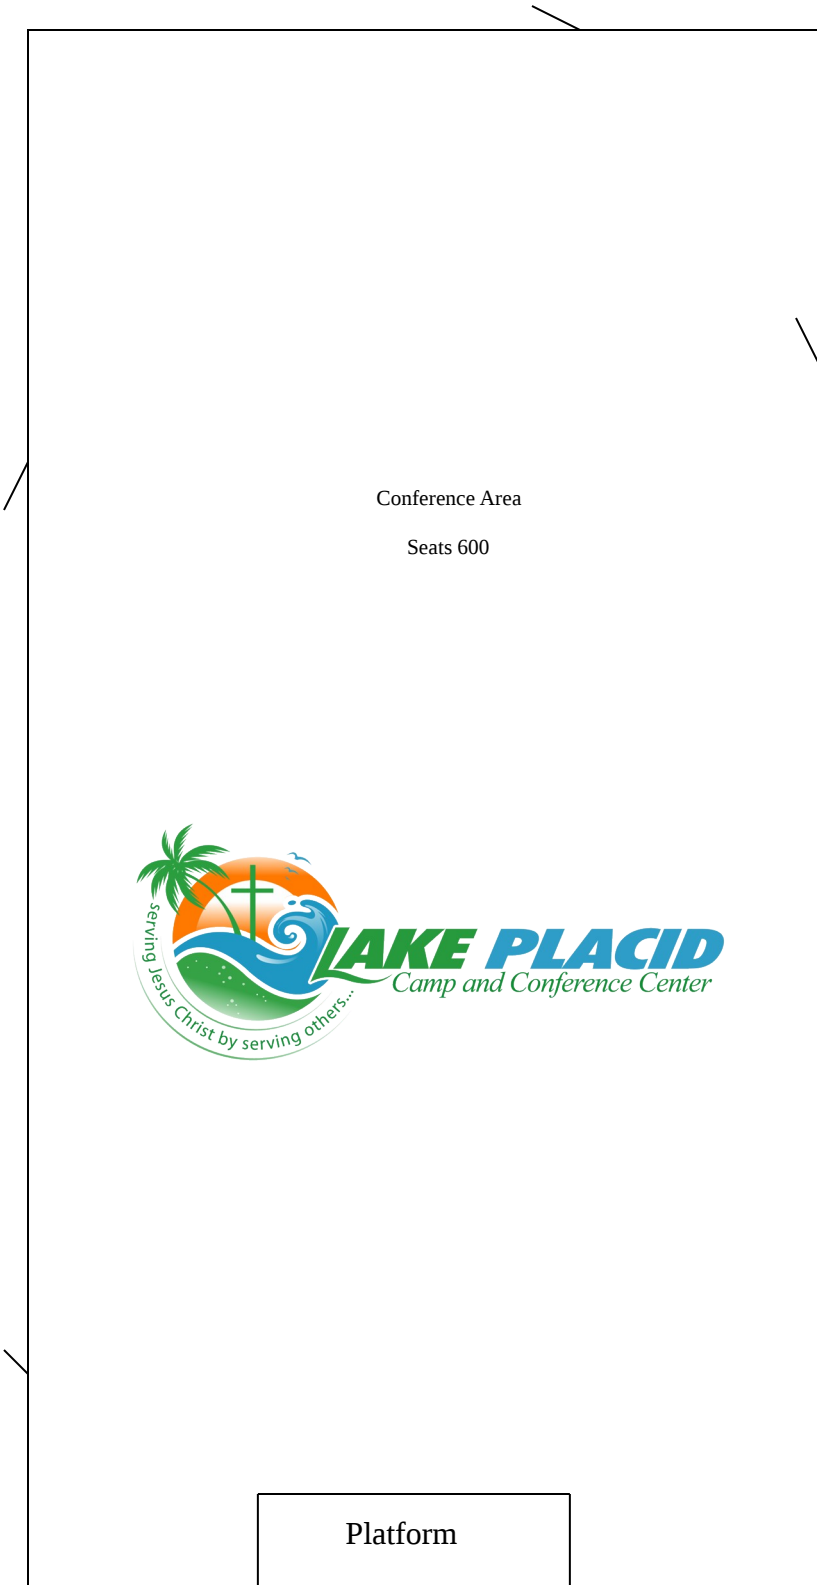 Conference Area
Seats 600
LAKE PLACID
Camp and Conference Center
serving Jesus Christ by serving others...
Platform